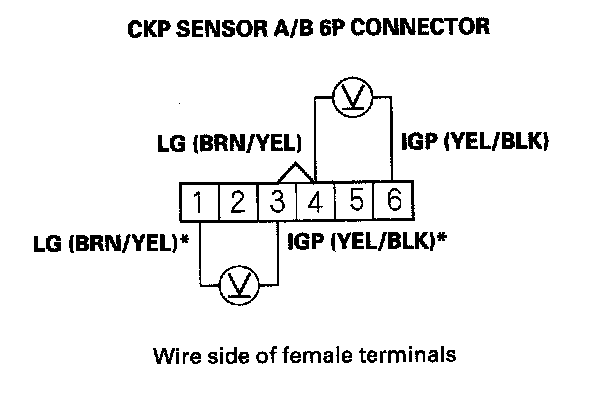 CKP SENSOR A/B 6P CONNECTOR
V
LG (BRN/YEL)
IGP (YEL/BLK)
1 2 3 4 5 6
LG (BRN/YEL)*
IGP (YEL/BLK)*
V
Wire side of female terminals